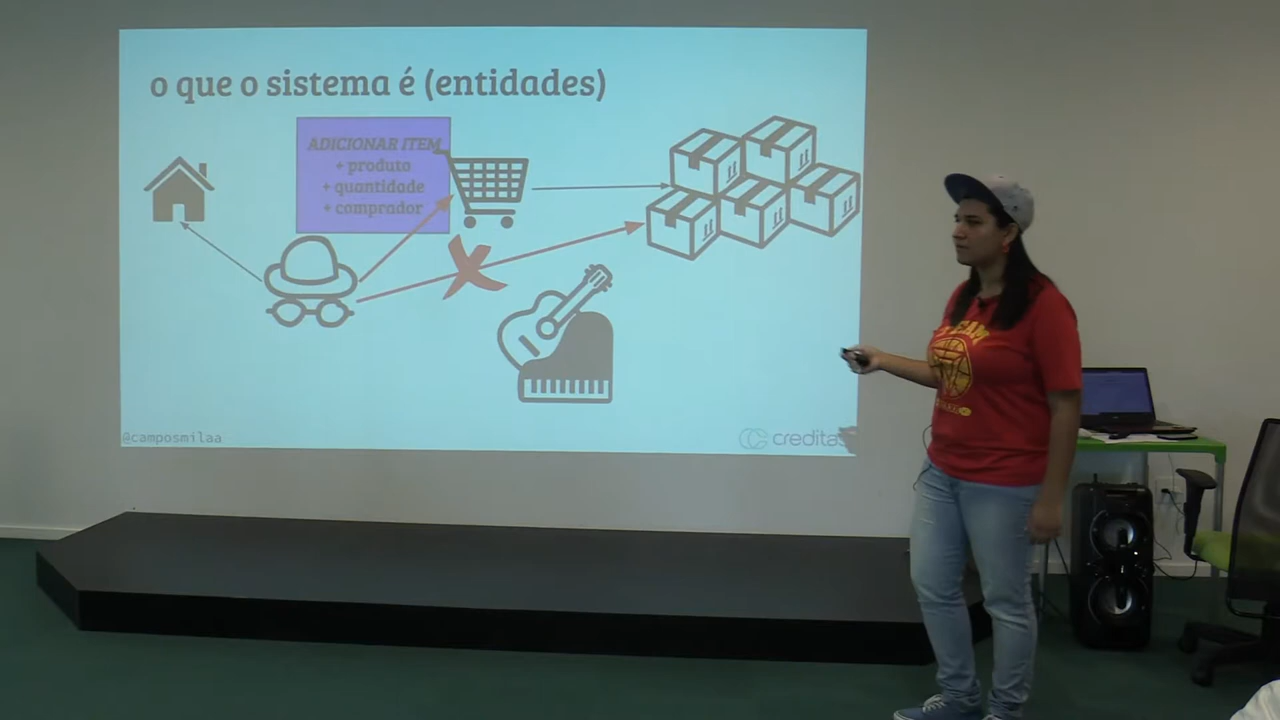 o que o sistema é (entidades)
ADICIONAR ITEM
+ produto
+ quantidade
+ comprador
@camposmilaa
credita